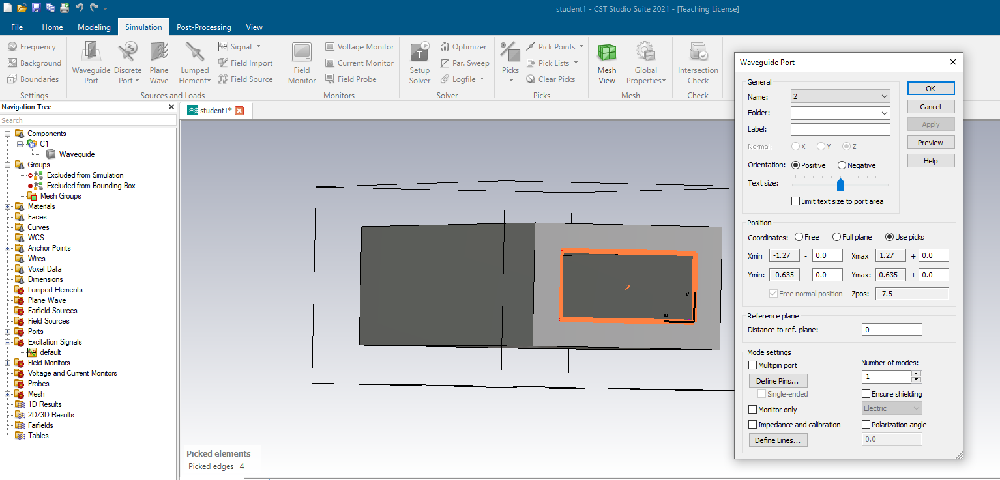 student1 - CST Studio Suite 2021 - [Teaching License]
File Home Modeling Simulation Post-Processing View
Frequency
Background
Boundaries
Settings
Waveguide Port
Discrete Port
Plane Wave
Lumped Element
Signal
Field Import
Field Source
Sources and Loads
Field Monitor
Voltage Monitor
Current Monitor
Field Probe
Monitors
Setup Solver
Optimizer
Par. Sweep
Logfile
Solver
Picks
Pick Points
Pick Lists
Clear Picks
Picks
Mesh View
Global Properties
Mesh
Intersection Check
Check
Navigation Tree
Search
Components
C1
Waveguide
Groups
Excluded from Simulation
Excluded from Bounding Box
Mesh Groups
Materials
Faces
Curves
WCS
Anchor Points
Wires
Voxel Data
Dimensions
Lumped Elements
Plane Wave
Farfield Sources
Field Sources
Ports
Excitation Signals
default
Field Monitors
Voltage and Current Monitors
Probes
Mesh
1D Results
2D/3D Results
Farfields
Tables
student1*
2
v
u
Picked elements
Picked edges 4
Waveguide Port
General
Name: 2
Folder:
Label:
Normal: X Y Z
Orientation: Positive Negative
Text size:
Limit text size to port area
OK
Cancel
Apply
Preview
Help
Position
Coordinates: Free Full plane Use picks
Xmin -1.27 - 0.0 Xmax 1.27 + 0.0
Ymin: -0.635 - 0.0 Ymax: 0.635 + 0.0
Free normal position Zpos: -7.5
Reference plane
Distance to ref. plane: 0
Mode settings
Multipin port
Number of modes:
Define Pins...
1
Single-ended
Ensure shielding
Monitor only
Electric
Impedance and calibration
Polarization angle
Define Lines...
0.0